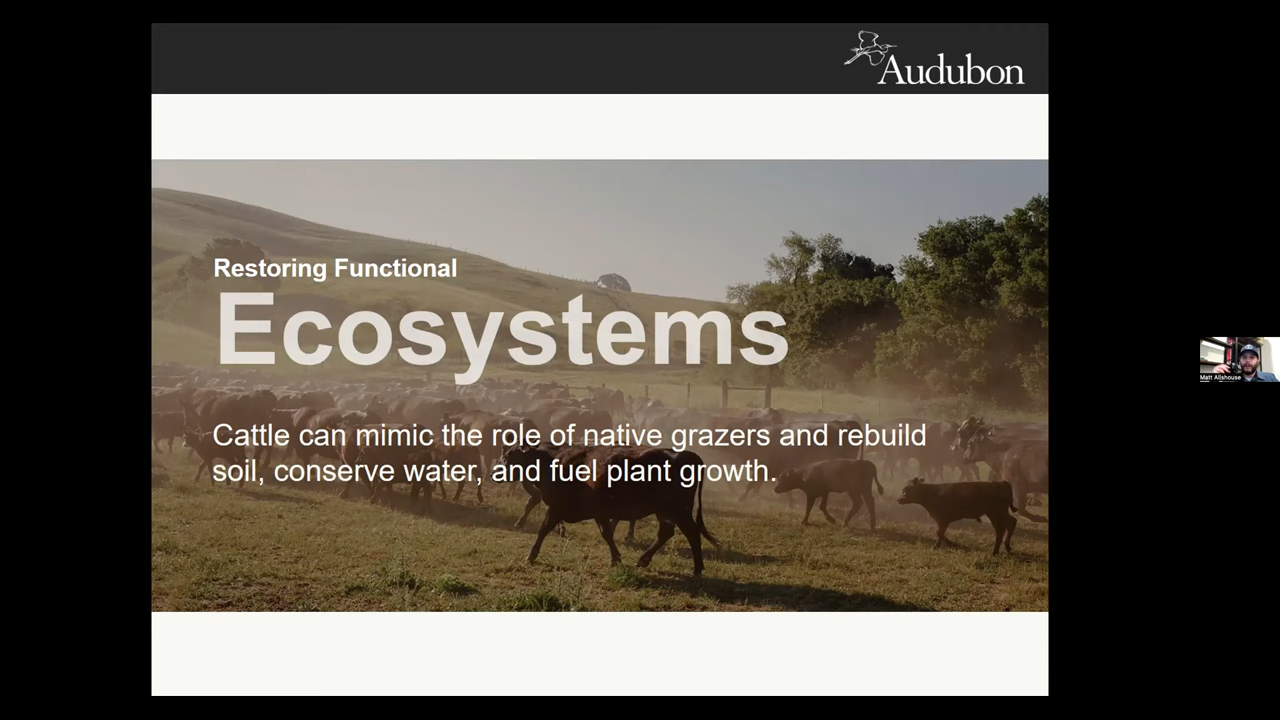 Audubon
Restoring Functional
Ecosystems
Cattle can mimic the role of native grazers and rebuild
soil, conserve water, and fuel plant growth.
Matt Allshouse